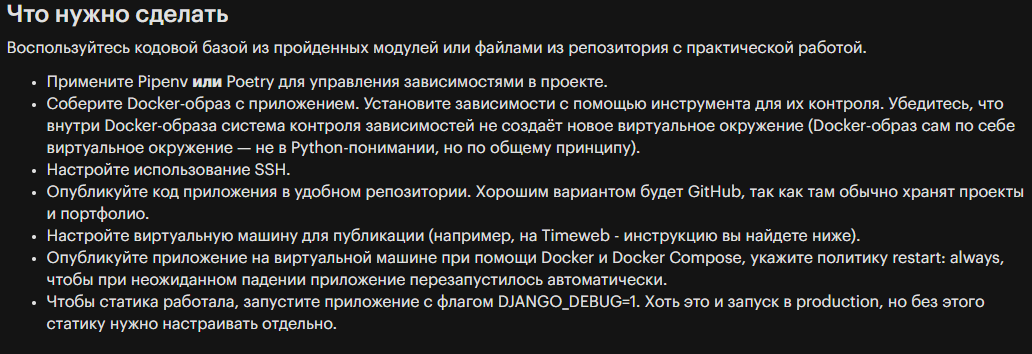 Что нужно сделать
Воспользуйтесь кодовой базой из пройденных модулей или файлами из репозитория с практической работой.
• Примените Pipenv или Poetry для управления зависимостями в проекте.
• Соберите Docker-образ с приложением. Установите зависимости с помощью инструмента для их контроля. Убедитесь, что
внутри Docker-образа система контроля зависимостей не создаёт новое виртуальное окружение (Docker-образ сам по себе
виртуальное окружение — не в Python-понимании, но по общему принципу).
• Настройте использование SSH.
• Опубликуйте код приложения в удобном репозитории. Хорошим вариантом будет GitHub, так как там обычно хранят проекты
и портфолио.
• Настройте виртуальную машину для публикации (например, на Timeweb - инструкцию вы найдете ниже).
• Опубликуйте приложение на виртуальной машине при помощи Docker и Docker Compose, укажите политику restart: always,
чтобы при неожиданном падении приложение перезапустилось автоматически.
• Чтобы статика работала, запустите приложение с флагом DJANGO_DEBUG=1. Хоть это и запуск в production, но без этого
статику нужно настраивать отдельно.